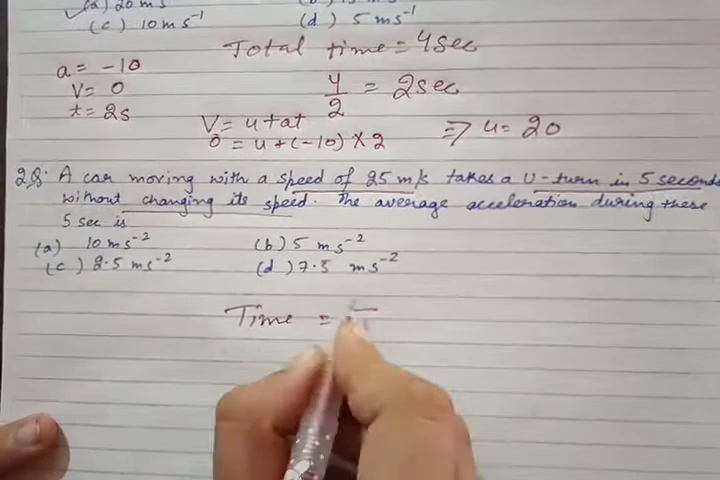 (a) 20 ms
(c) 10 ms⁻¹ (d) 5 ms⁻¹
Total time = 4sec
a = -10
V = 0
t = 2s
4/2 = 2sec
V = u + at
0 = u + (-10) × 2 ⇒ u = 20
28. A car moving with a speed of 25 m/s takes a U-turn in 5 seconds
without changing its speed. The average acceleration during these
5 sec is
(a) 10 ms⁻² (b) 5 ms⁻²
(c) 2.5 ms⁻² (d) 7.5 ms⁻²
Time =